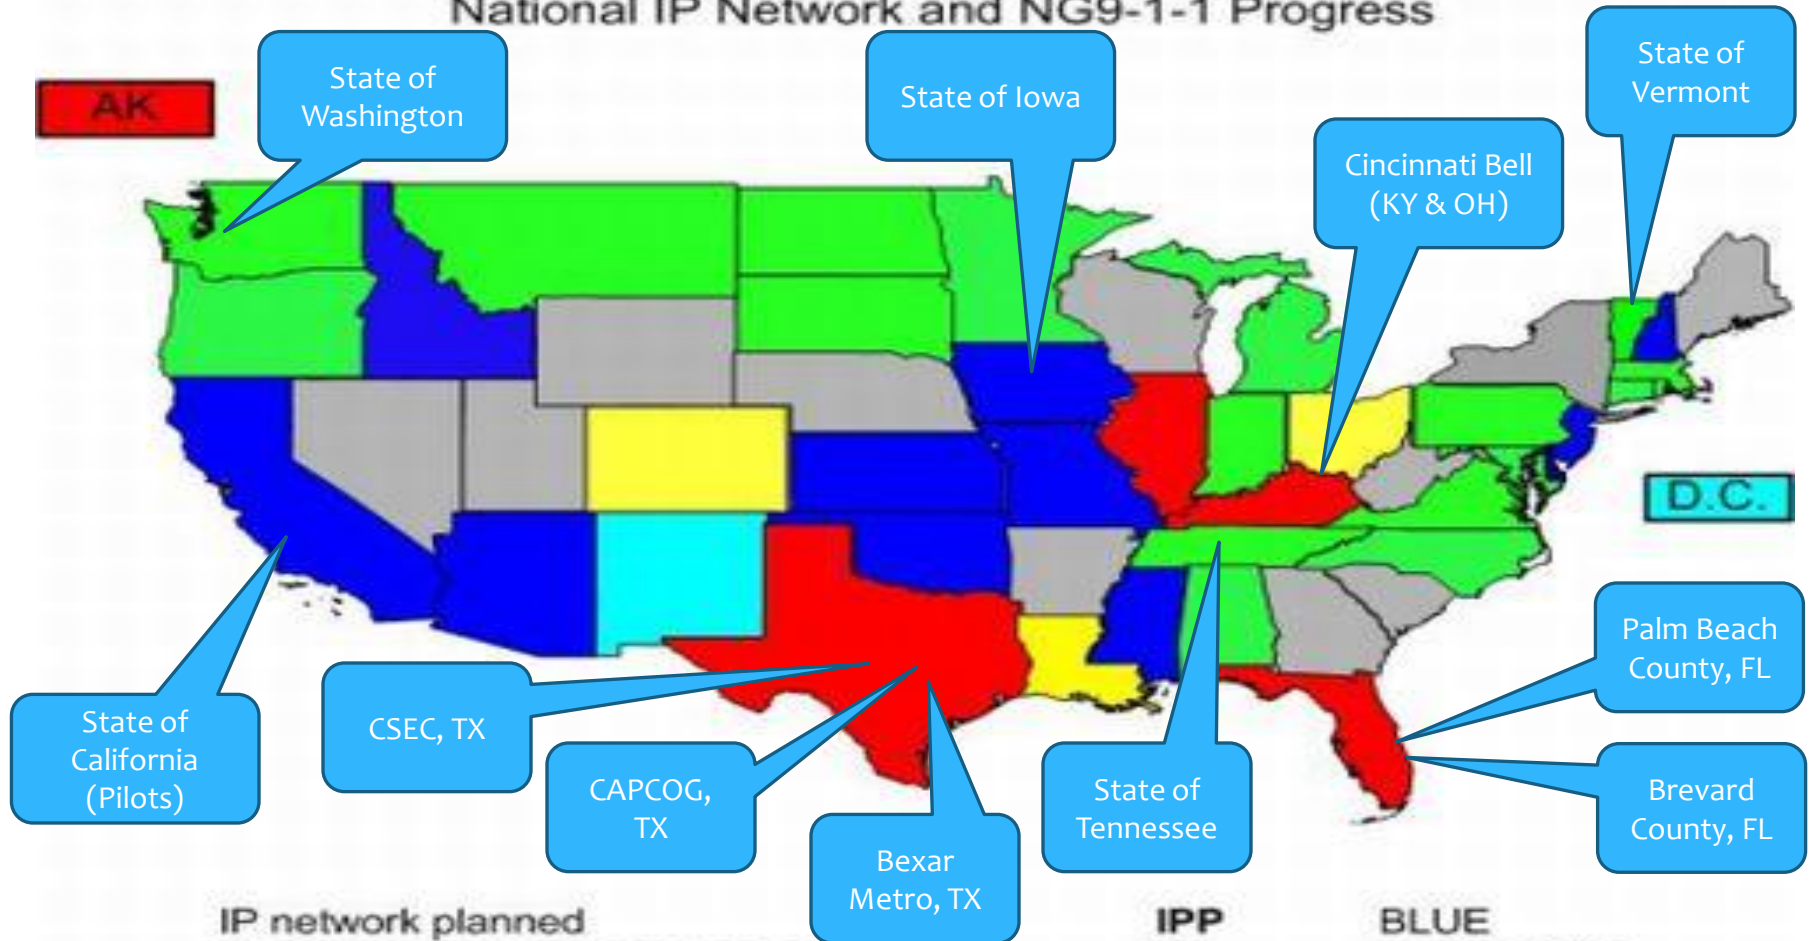 National IP Network and NG9-1-1 Progress
AK
State of
Washington
State of Iowa
State of
Vermont
Cincinnati Bell
(KY & OH)
D.C.
State of
California
(Pilots)
CSEC, TX
CAPCOG,
TX
Bexar
Metro, TX
State of
Tennessee
Palm Beach
County, FL
Brevard
County, FL
IP network planned IPP BLUE